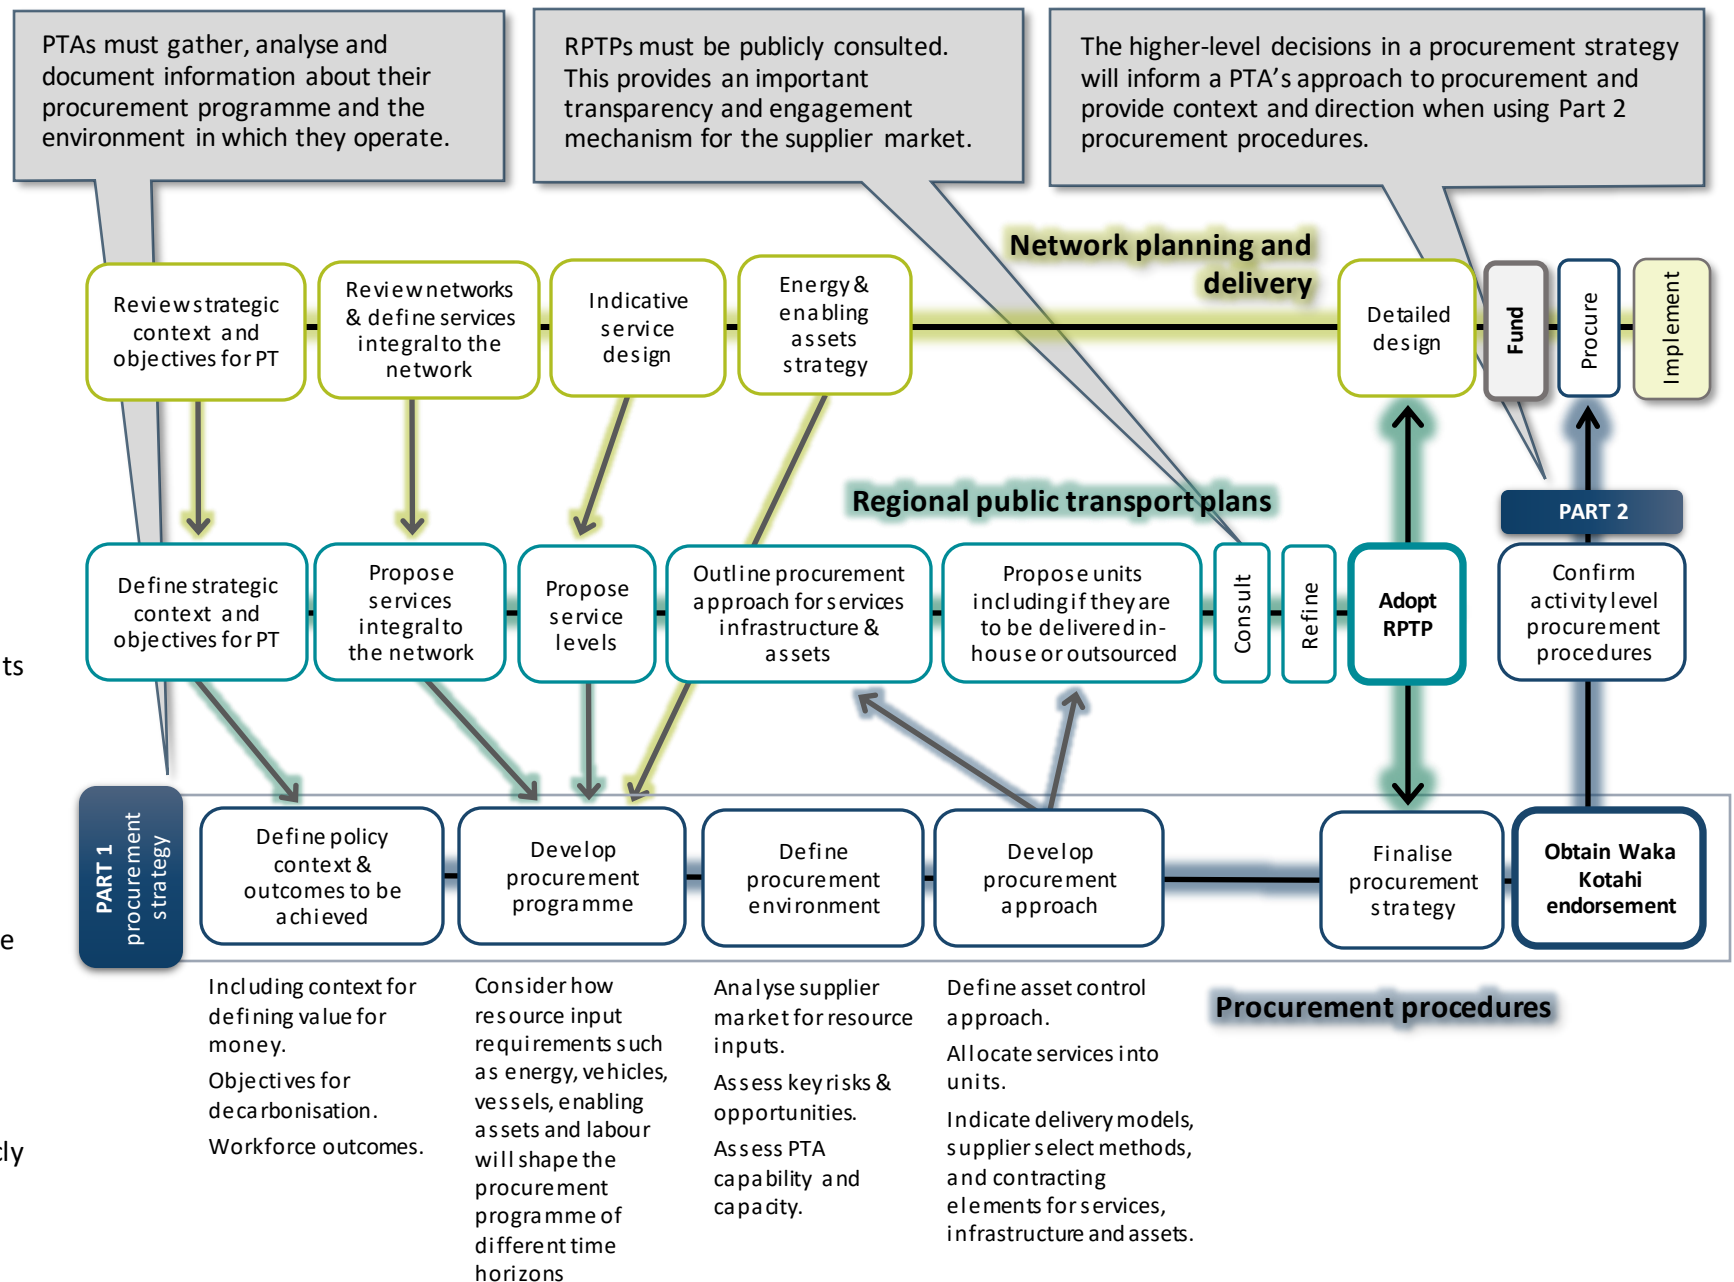 PTAs must gather, analyse and
document information about their
procurement programme and the
environment in which they operate.
RPTPs must be publicly consulted.
This provides an important
transparency and engagement
mechanism for the supplier market.
The higher-level decisions in a procurement strategy
will inform a PTA's approach to procurement and
provide context and direction when using Part 2
procurement procedures.
Network planning and
delivery
Review strategic
context and
objectives for PT
Review networks
& define services
integral to the
network
Indicative
service
design
Energy &
enabling
assets
strategy
Detailed
design
Fund
Procure
Implement
Regional public transport plans
PART 2
Define strategic
context and
objectives for PT
Propose
services
integral to
the network
Propose
service
levels
Outline procurement
approach for services
infrastructure &
assets
Propose units
including if they are
to be delivered in-
house or outsourced
Consult
Refine
Adopt
RPTP
Confirm
activity level
procurement
procedures
ts
PART 1
procurement
strategy
Define policy
context &
outcomes to be
achieved
Develop
procurement
programme
Define
procurement
environment
Develop
procurement
approach
Finalise
procurement
strategy
Obtain Waka
Kotahi
endorsement
e
Including context for
defining value for
money.
Objectives for
decarbonisation.
Workforce outcomes.
Consider how
resource input
requirements such
as energy, vehicles,
vessels, enabling
assets and labour
will shape the
procurement
programme of
different time
horizons
Analyse supplier
market for resource
inputs.
Assess key risks &
opportunities.
Assess PTA
capability and
capacity.
Define asset control
approach.
Allocate services into
units.
Indicate delivery models,
supplier select methods,
and contracting
elements for services,
infrastructure and assets.
Procurement procedures
cly